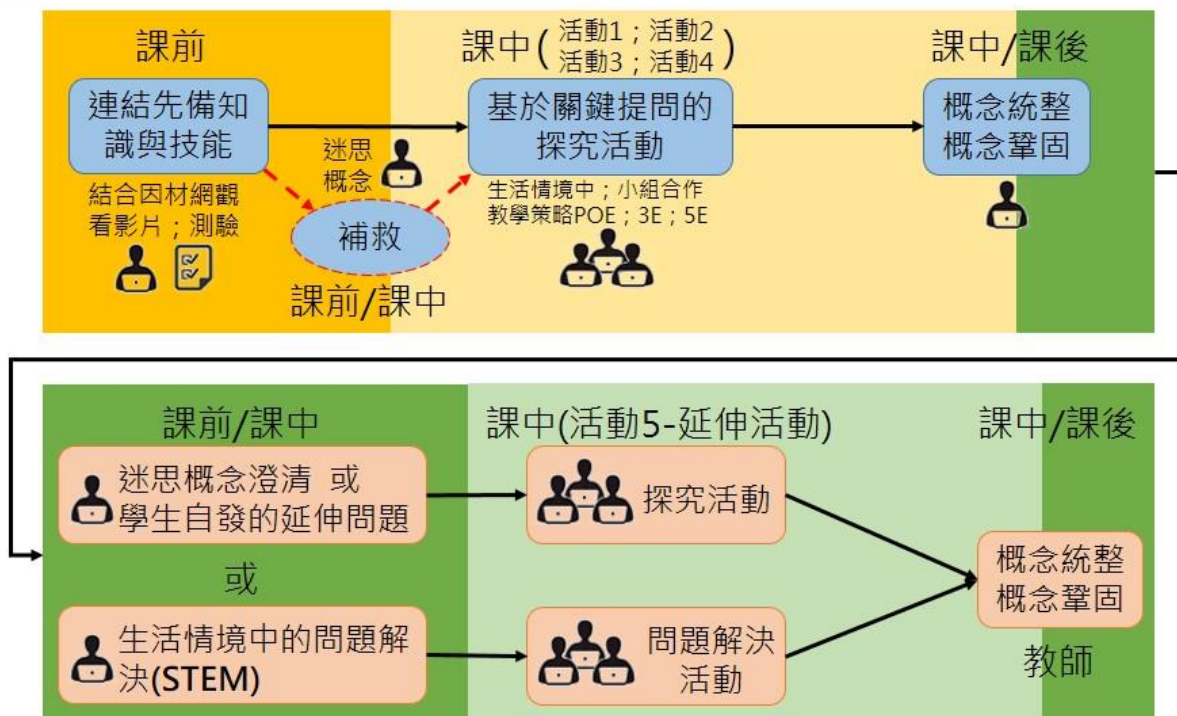 課前
連結先備知
識與技能
結合因材網觀
看影片；測驗
迷思
概念
補救
課前/課中
課中(活動1；活動2
活動3；活動4)
基於關鍵提問的
探究活動
生活情境中；小組合作
教學策略POE；3E；5E
課中/課後
概念統整
概念鞏固
課前/課中
迷思概念澄清 或
學生自發的延伸問題
或
生活情境中的問題解
決(STEM)
課中(活動5-延伸活動)
探究活動
問題解決
活動
課中/課後
概念統整
概念鞏固
教師